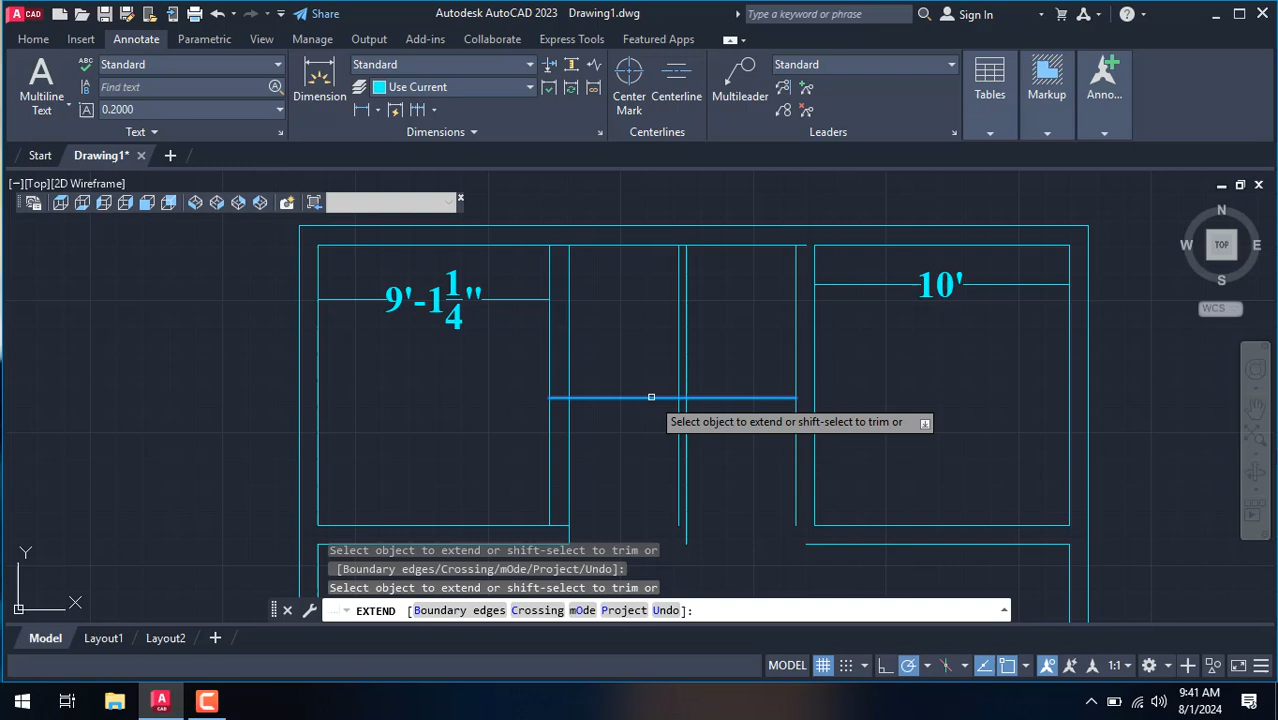 CAD
Share
Autodesk AutoCAD 2023 Drawing1.dwg
Type a keyword or phrase
Sign In
Home Insert Annotate Parametric View Manage Output Add-ins Collaborate Express Tools Featured Apps
A
Multiline
Text
ABC
Standard
Find text
A
0.2000
Text
Dimension
Standard
Use Current
Dimensions
Center
Mark
Centerline
Centerlines
Multileader
Standard
Leaders
Tables
Markup
Anno...
Start Drawing1* +
[−][Top][2D Wireframe]
N
W TOP E
S
WCS
9'-1 1/4"
10'
Select object to extend or shift-select to trim or
Select object to extend or shift-select to trim or
[Boundary edges/Crossing/mOde/Project/Undo]:
Select object to extend or shift-select to trim or
EXTEND [Boundary edges Crossing mOde Project Undo]:
Y
X
Model Layout1 Layout2 +
MODEL 1:1
A
CAD
C
9:41 AM
8/1/2024